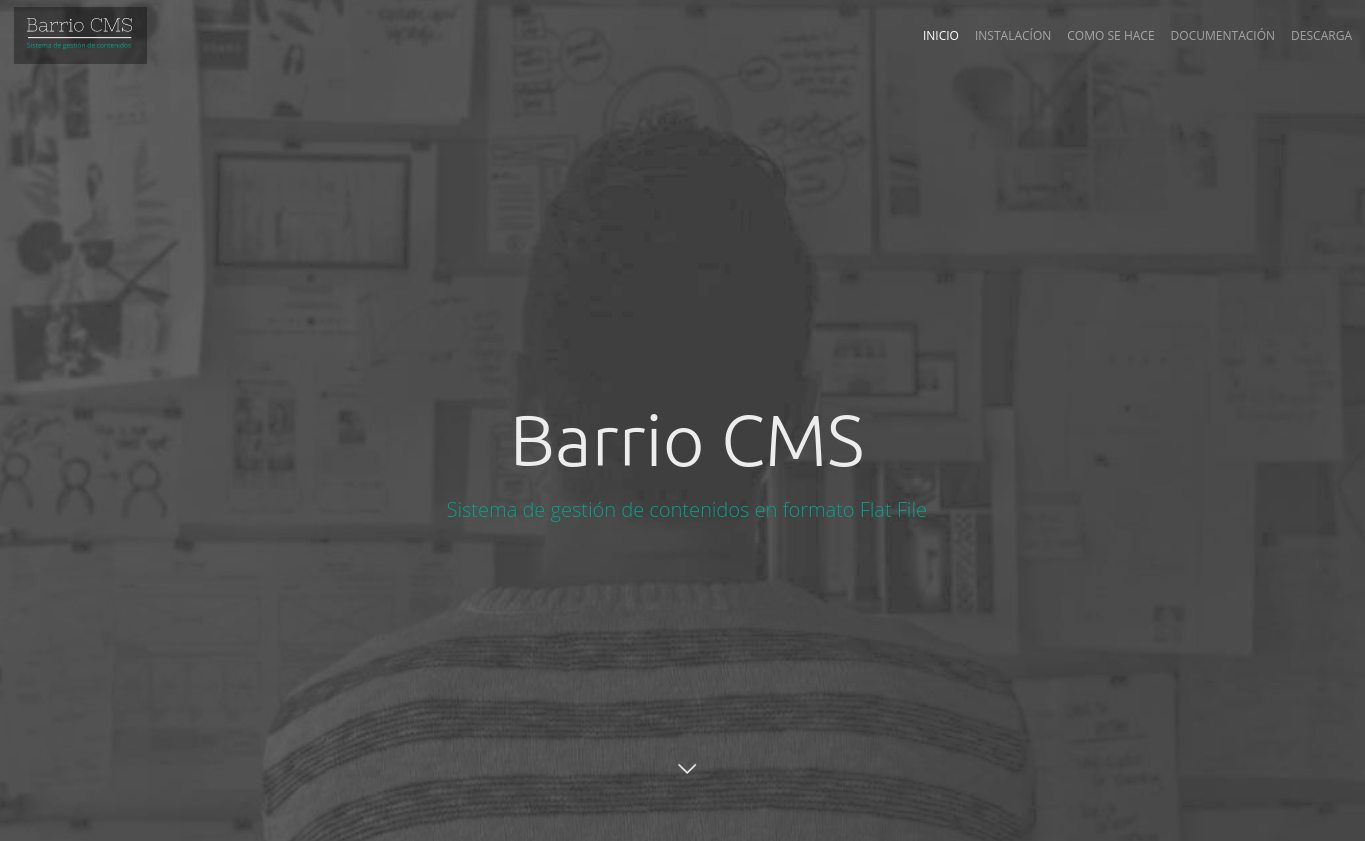 Barrio CMS
Sistema de gestión de contenidos
INICIO
INSTALACÍON
COMO SE HACE
DOCUMENTACIÓN
DESCARGA
Barrio CMS
Sistema de gestión de contenidos en formato Flat File